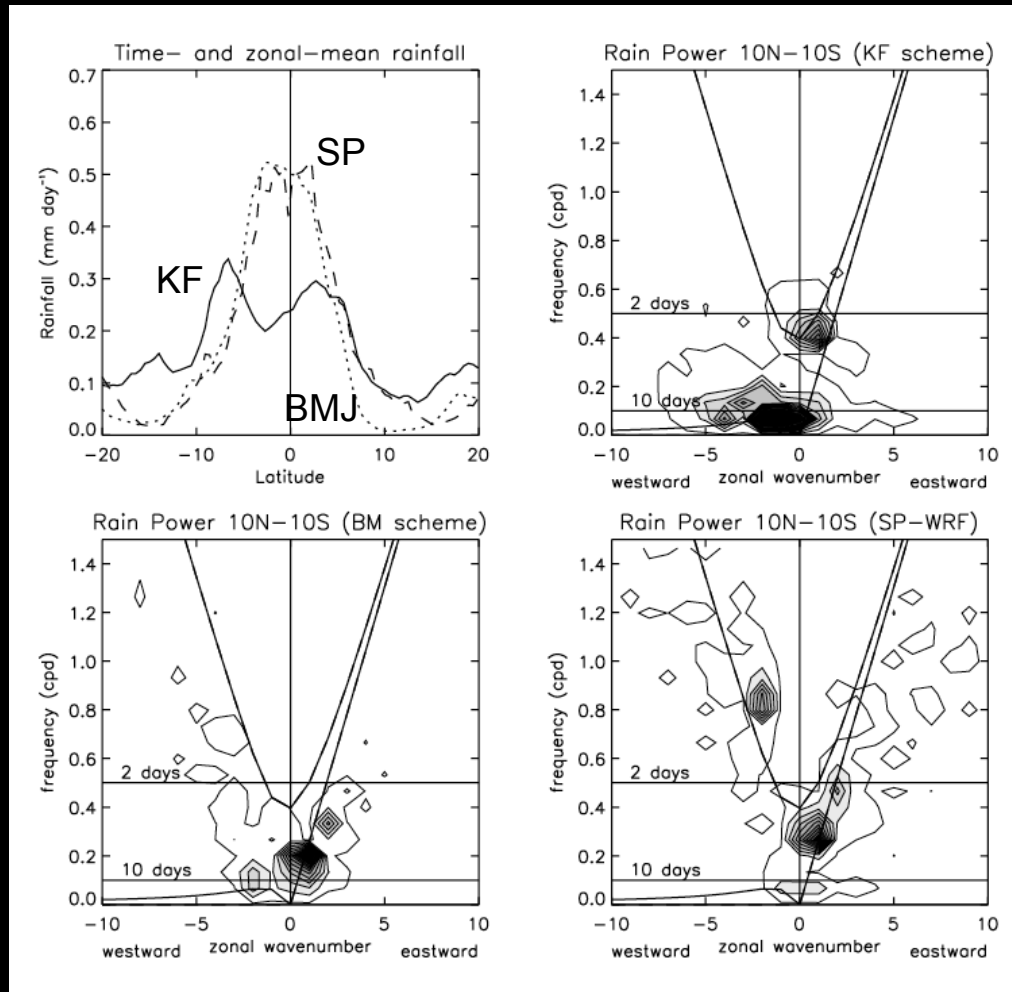 Time− and zonal−mean rainfall
0.7
0.6
0.5
0.4
0.3
0.2
0.1
0.0
Rainfall (mm day⁻¹)
SP
KF
BMJ
−20 −10 0 10 20
Latitude
Rain Power 10N−10S (KF scheme)
1.4
1.2
1.0
0.8
0.6
0.4
0.2
0.0
frequency (cpd)
2 days
10 days
−10 −5 0 5 10
westward zonal wavenumber eastward
Rain Power 10N−10S (BM scheme)
1.4
1.2
1.0
0.8
0.6
0.4
0.2
0.0
frequency (cpd)
2 days
10 days
−10 −5 0 5 10
westward zonal wavenumber eastward
Rain Power 10N−10S (SP−WRF)
1.4
1.2
1.0
0.8
0.6
0.4
0.2
0.0
frequency (cpd)
2 days
10 days
−10 −5 0 5 10
westward zonal wavenumber eastward